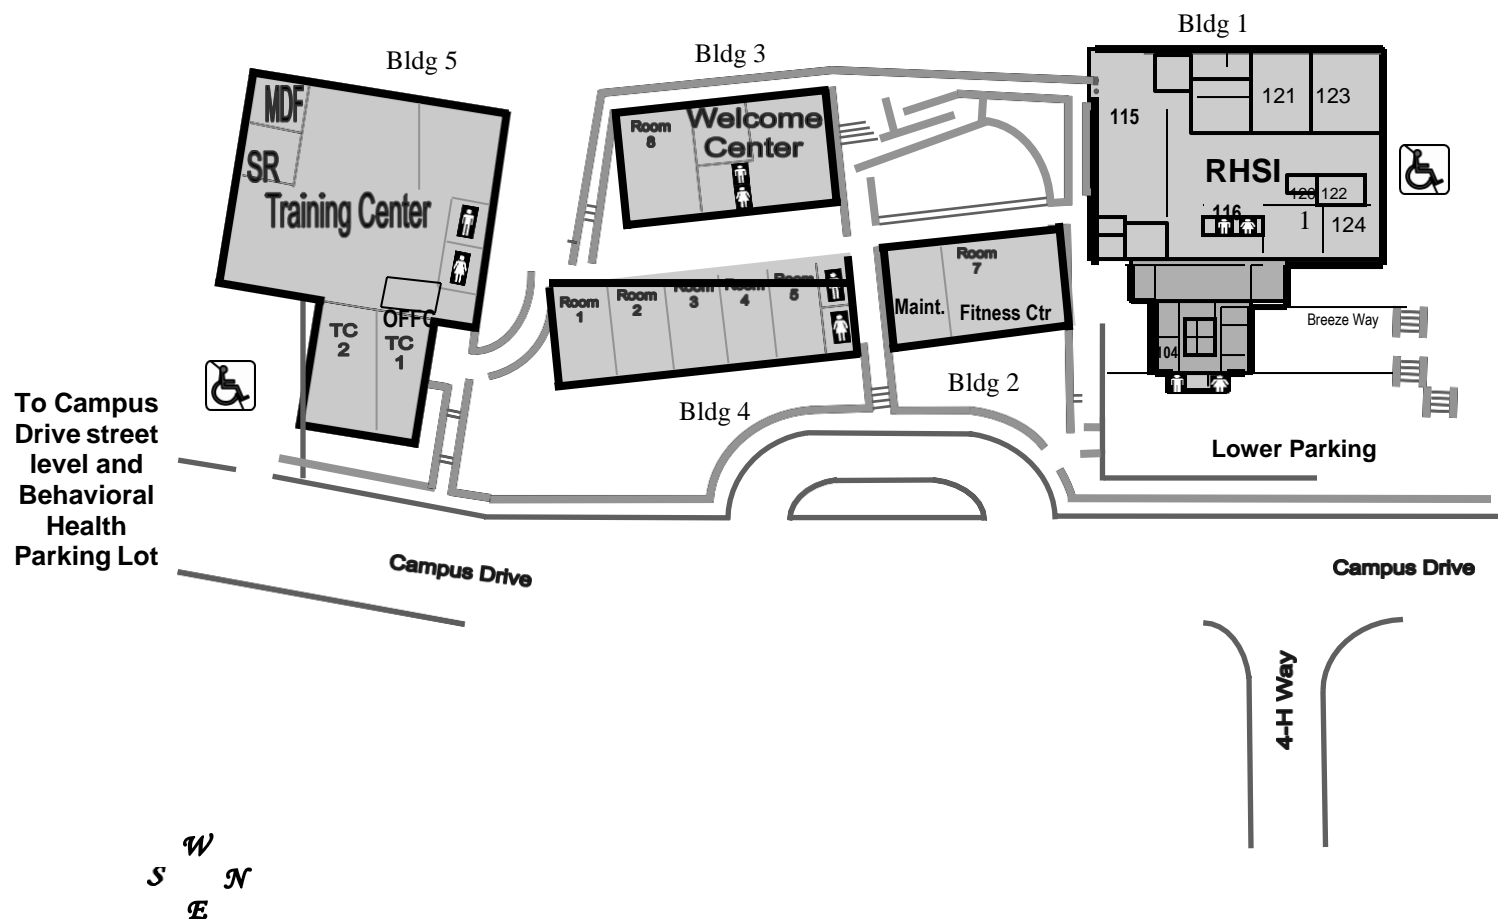 Bldg 1
Bldg 3
Bldg 5
MDF
SR
Training Center
OFFC
TC
2
TC
1
Room
8
Welcome
Center
115
121
123
RHSI
120
122
116
1
124
Room
7
Maint.
Fitness Ctr
Room
1
Room
2
Room
3
Room
4
Room
5
104
Breeze Way
Bldg 2
Bldg 4
Lower Parking
To Campus
Drive street
level and
Behavioral
Health
Parking Lot
Campus Drive
Campus Drive
4-H Way
W
S
N
E